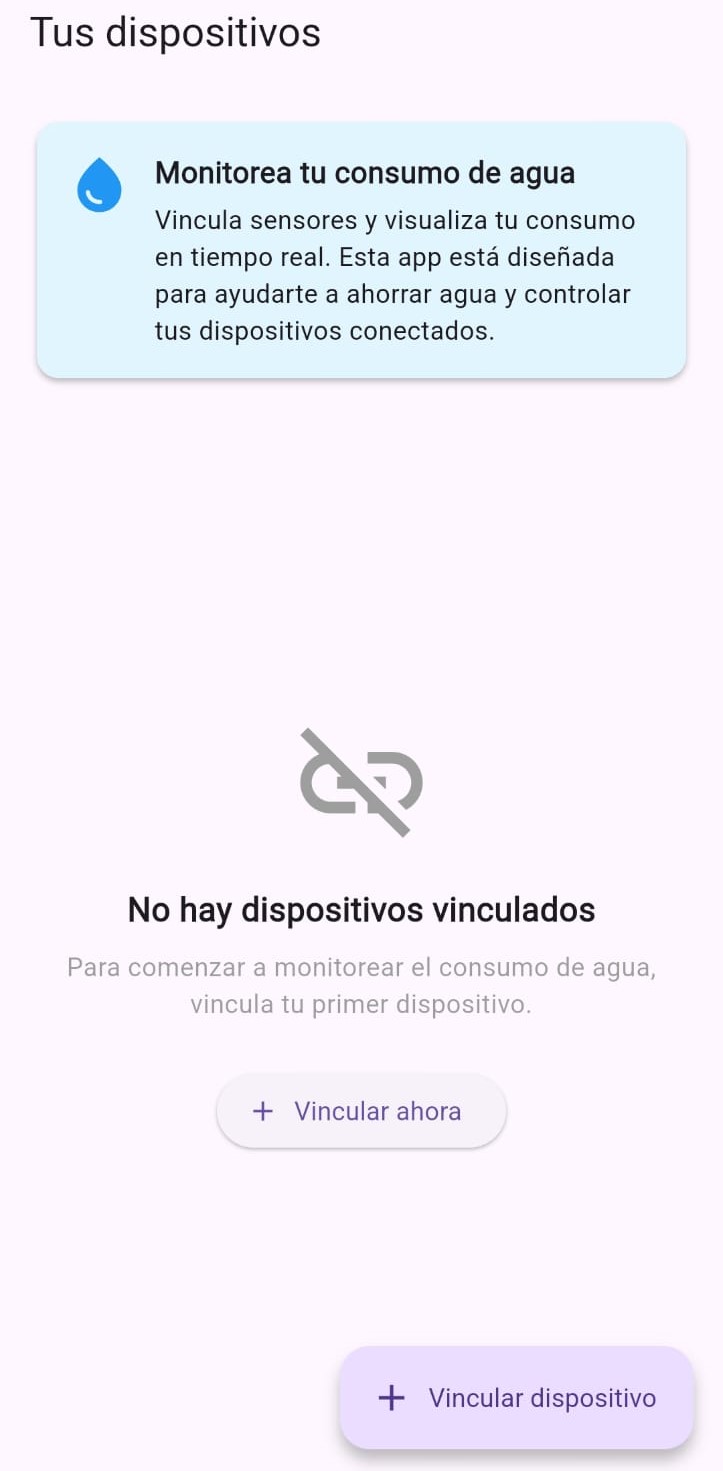 Tus dispositivos
Monitorea tu consumo de agua
Vincula sensores y visualiza tu consumo
en tiempo real. Esta app está diseñada
para ayudarte a ahorrar agua y controlar
tus dispositivos conectados.
No hay dispositivos vinculados
Para comenzar a monitorear el consumo de agua,
vincula tu primer dispositivo.
+ Vincular ahora
+ Vincular dispositivo